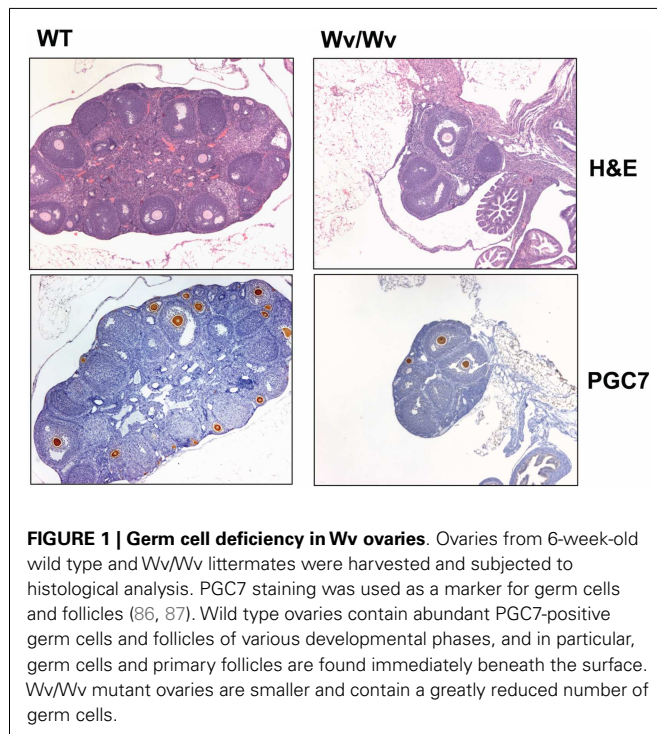 WT
Wv/Wv
H&E
PGC7
FIGURE 1 | Germ cell deficiency in Wv ovaries. Ovaries from 6-week-old
wild type and Wv/Wv littermates were harvested and subjected to
histological analysis. PGC7 staining was used as a marker for germ cells
and follicles (86, 87). Wild type ovaries contain abundant PGC7-positive
germ cells and follicles of various developmental phases, and in particular,
germ cells and primary follicles are found immediately beneath the surface.
Wv/Wv mutant ovaries are smaller and contain a greatly reduced number of
germ cells.